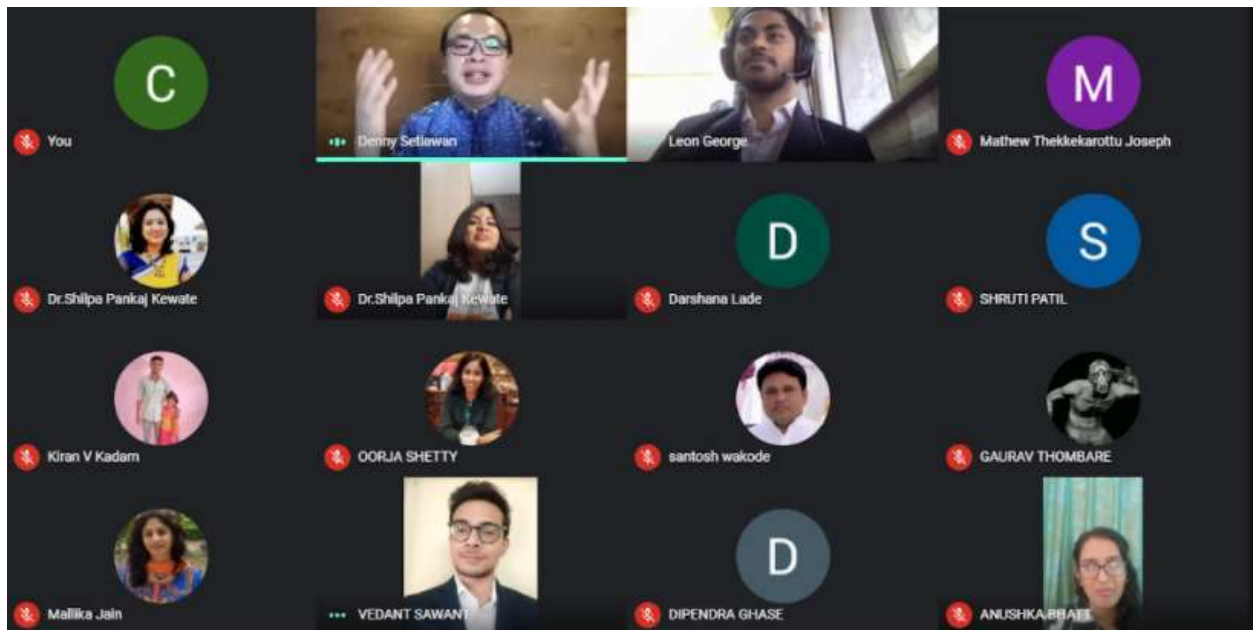 C
You
Denny Setiawan
Leon George
M
Mathew Thekkekarottu Joseph
Dr.Shilpa Pankaj Kewate
Dr.Shilpa Pankaj Kewate
D
Darshana Lade
S
SHRUTI PATIL
Kiran V Kadam
OORJA SHETTY
santosh wakode
GAURAV THOMBARE
Mallika Jain
VEDANT SAWANT
D
DIPENDRA GHASE
ANUSHKA BHATT